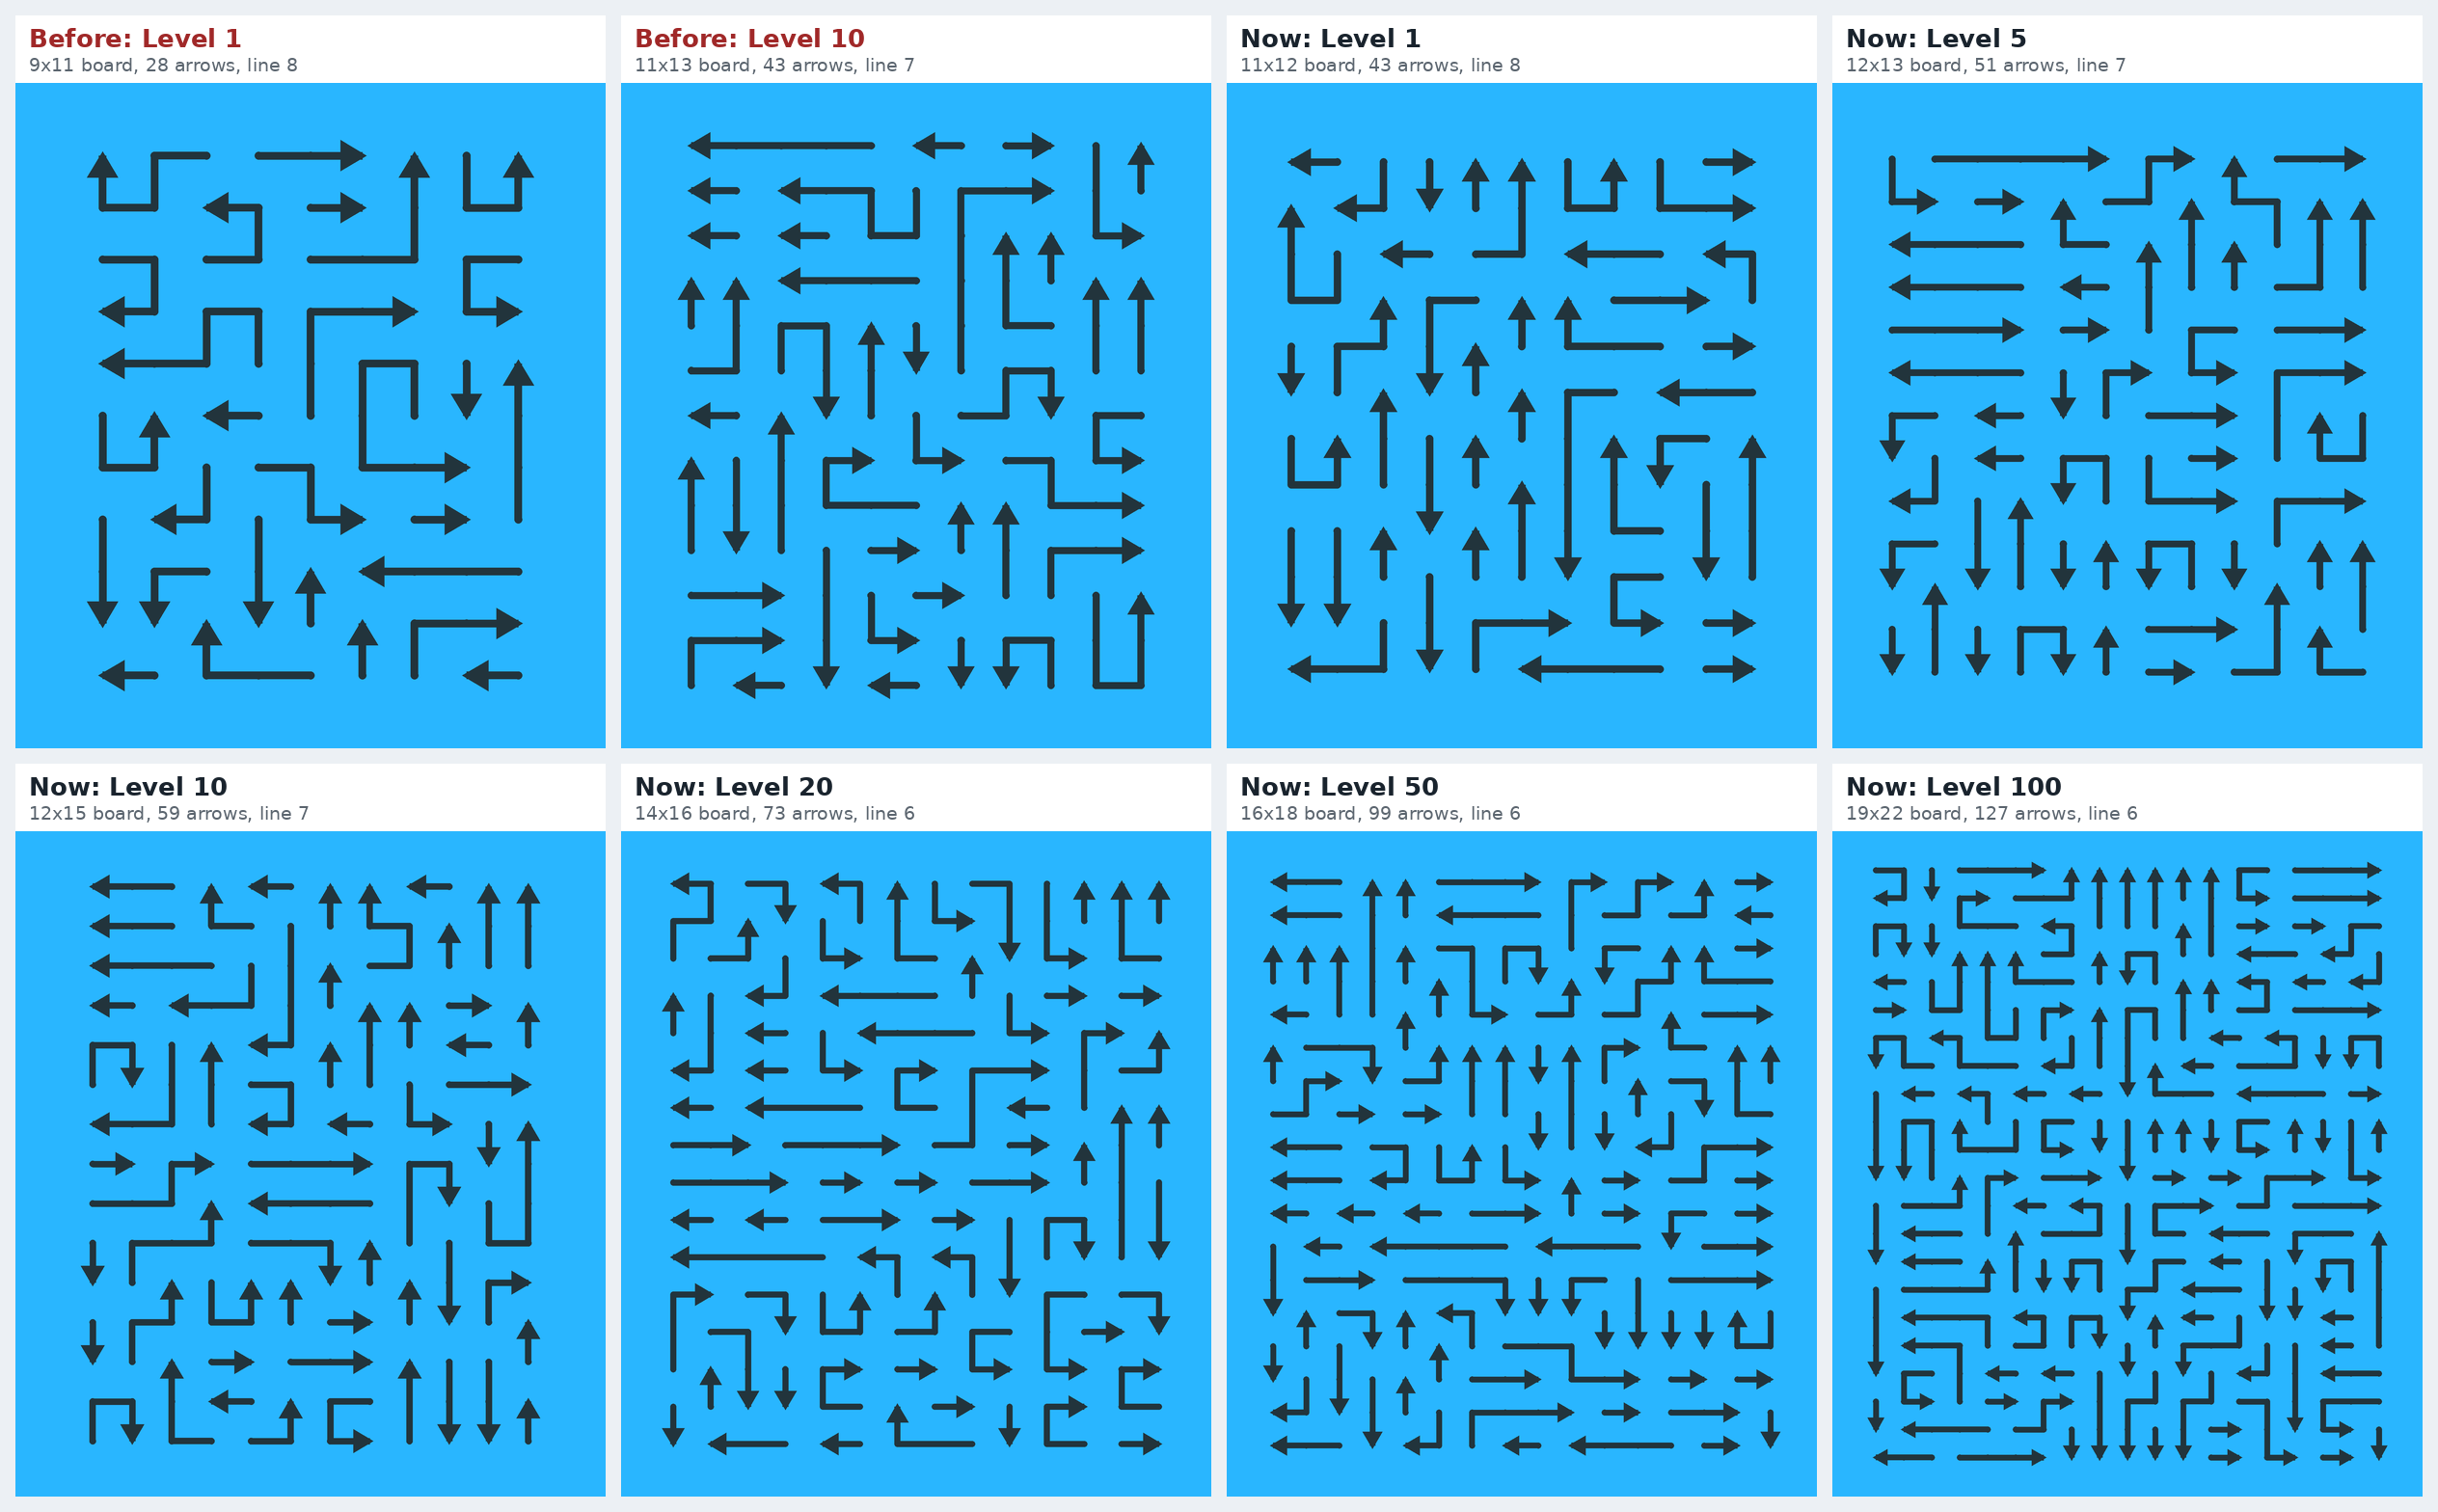 Before: Level 1
9x11 board, 28 arrows, line 8
Before: Level 10
11x13 board, 43 arrows, line 7
Now: Level 1
11x12 board, 43 arrows, line 8
Now: Level 5
12x13 board, 51 arrows, line 7
Now: Level 10
12x15 board, 59 arrows, line 7
Now: Level 20
14x16 board, 73 arrows, line 6
Now: Level 50
16x18 board, 99 arrows, line 6
Now: Level 100
19x22 board, 127 arrows, line 6